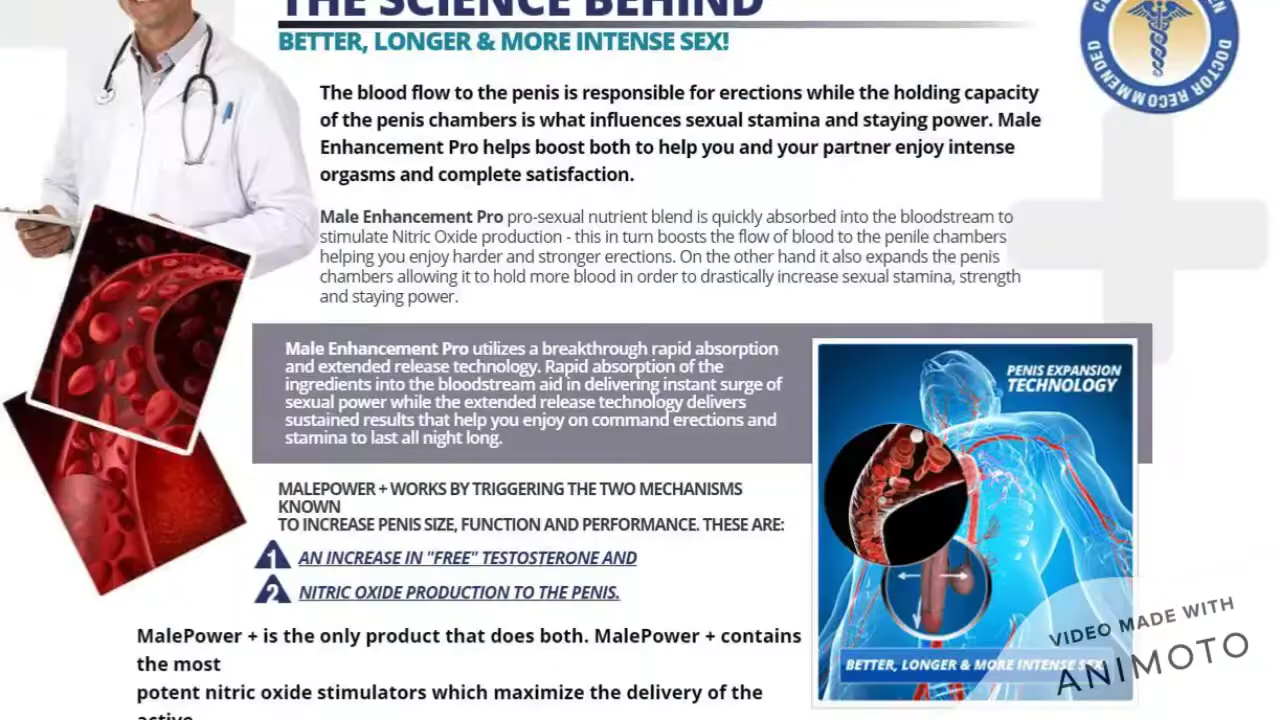 THE SCIENCE BEHIND
BETTER, LONGER & MORE INTENSE SEX!
DOCTOR RECOMMENDED
The blood flow to the penis is responsible for erections while the holding capacity
of the penis chambers is what influences sexual stamina and staying power. Male
Enhancement Pro helps boost both to help you and your partner enjoy intense
orgasms and complete satisfaction.
Male Enhancement Pro pro-sexual nutrient blend is quickly absorbed into the bloodstream to
stimulate Nitric Oxide production - this in turn boosts the flow of blood to the penile chambers
helping you enjoy harder and stronger erections. On the other hand it also expands the penis
chambers allowing it to hold more blood in order to drastically increase sexual stamina, strength
and staying power.
Male Enhancement Pro utilizes a breakthrough rapid absorption
and extended release technology. Rapid absorption of the
ingredients into the bloodstream aid in delivering instant surge of
sexual power while the extended release technology delivers
sustained results that help you enjoy on command erections and
stamina to last all night long.
PENIS EXPANSION
TECHNOLOGY
MALEPOWER + WORKS BY TRIGGERING THE TWO MECHANISMS
KNOWN
TO INCREASE PENIS SIZE, FUNCTION AND PERFORMANCE. THESE ARE:
1 AN INCREASE IN "FREE" TESTOSTERONE AND
2 NITRIC OXIDE PRODUCTION TO THE PENIS.
MalePower + is the only product that does both. MalePower + contains
the most
potent nitric oxide stimulators which maximize the delivery of the
active
BETTER, LONGER & MORE INTENSE SEX
VIDEO MADE WITH
ANIMOTO